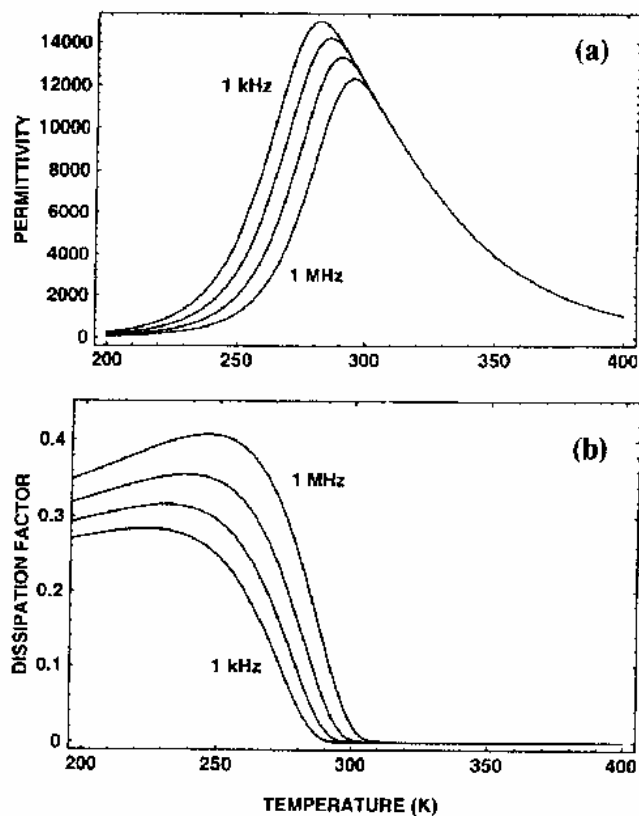 (a)
14000
12000
10000
8000
6000
4000
2000
0
PERMITTIVITY
1 kHz
1 MHz
200 250 300 350 400
(b)
0.4
0.3
0.2
0.1
0
DISSIPATION FACTOR
1 MHz
1 kHz
200 250 300 350 400
TEMPERATURE (K)